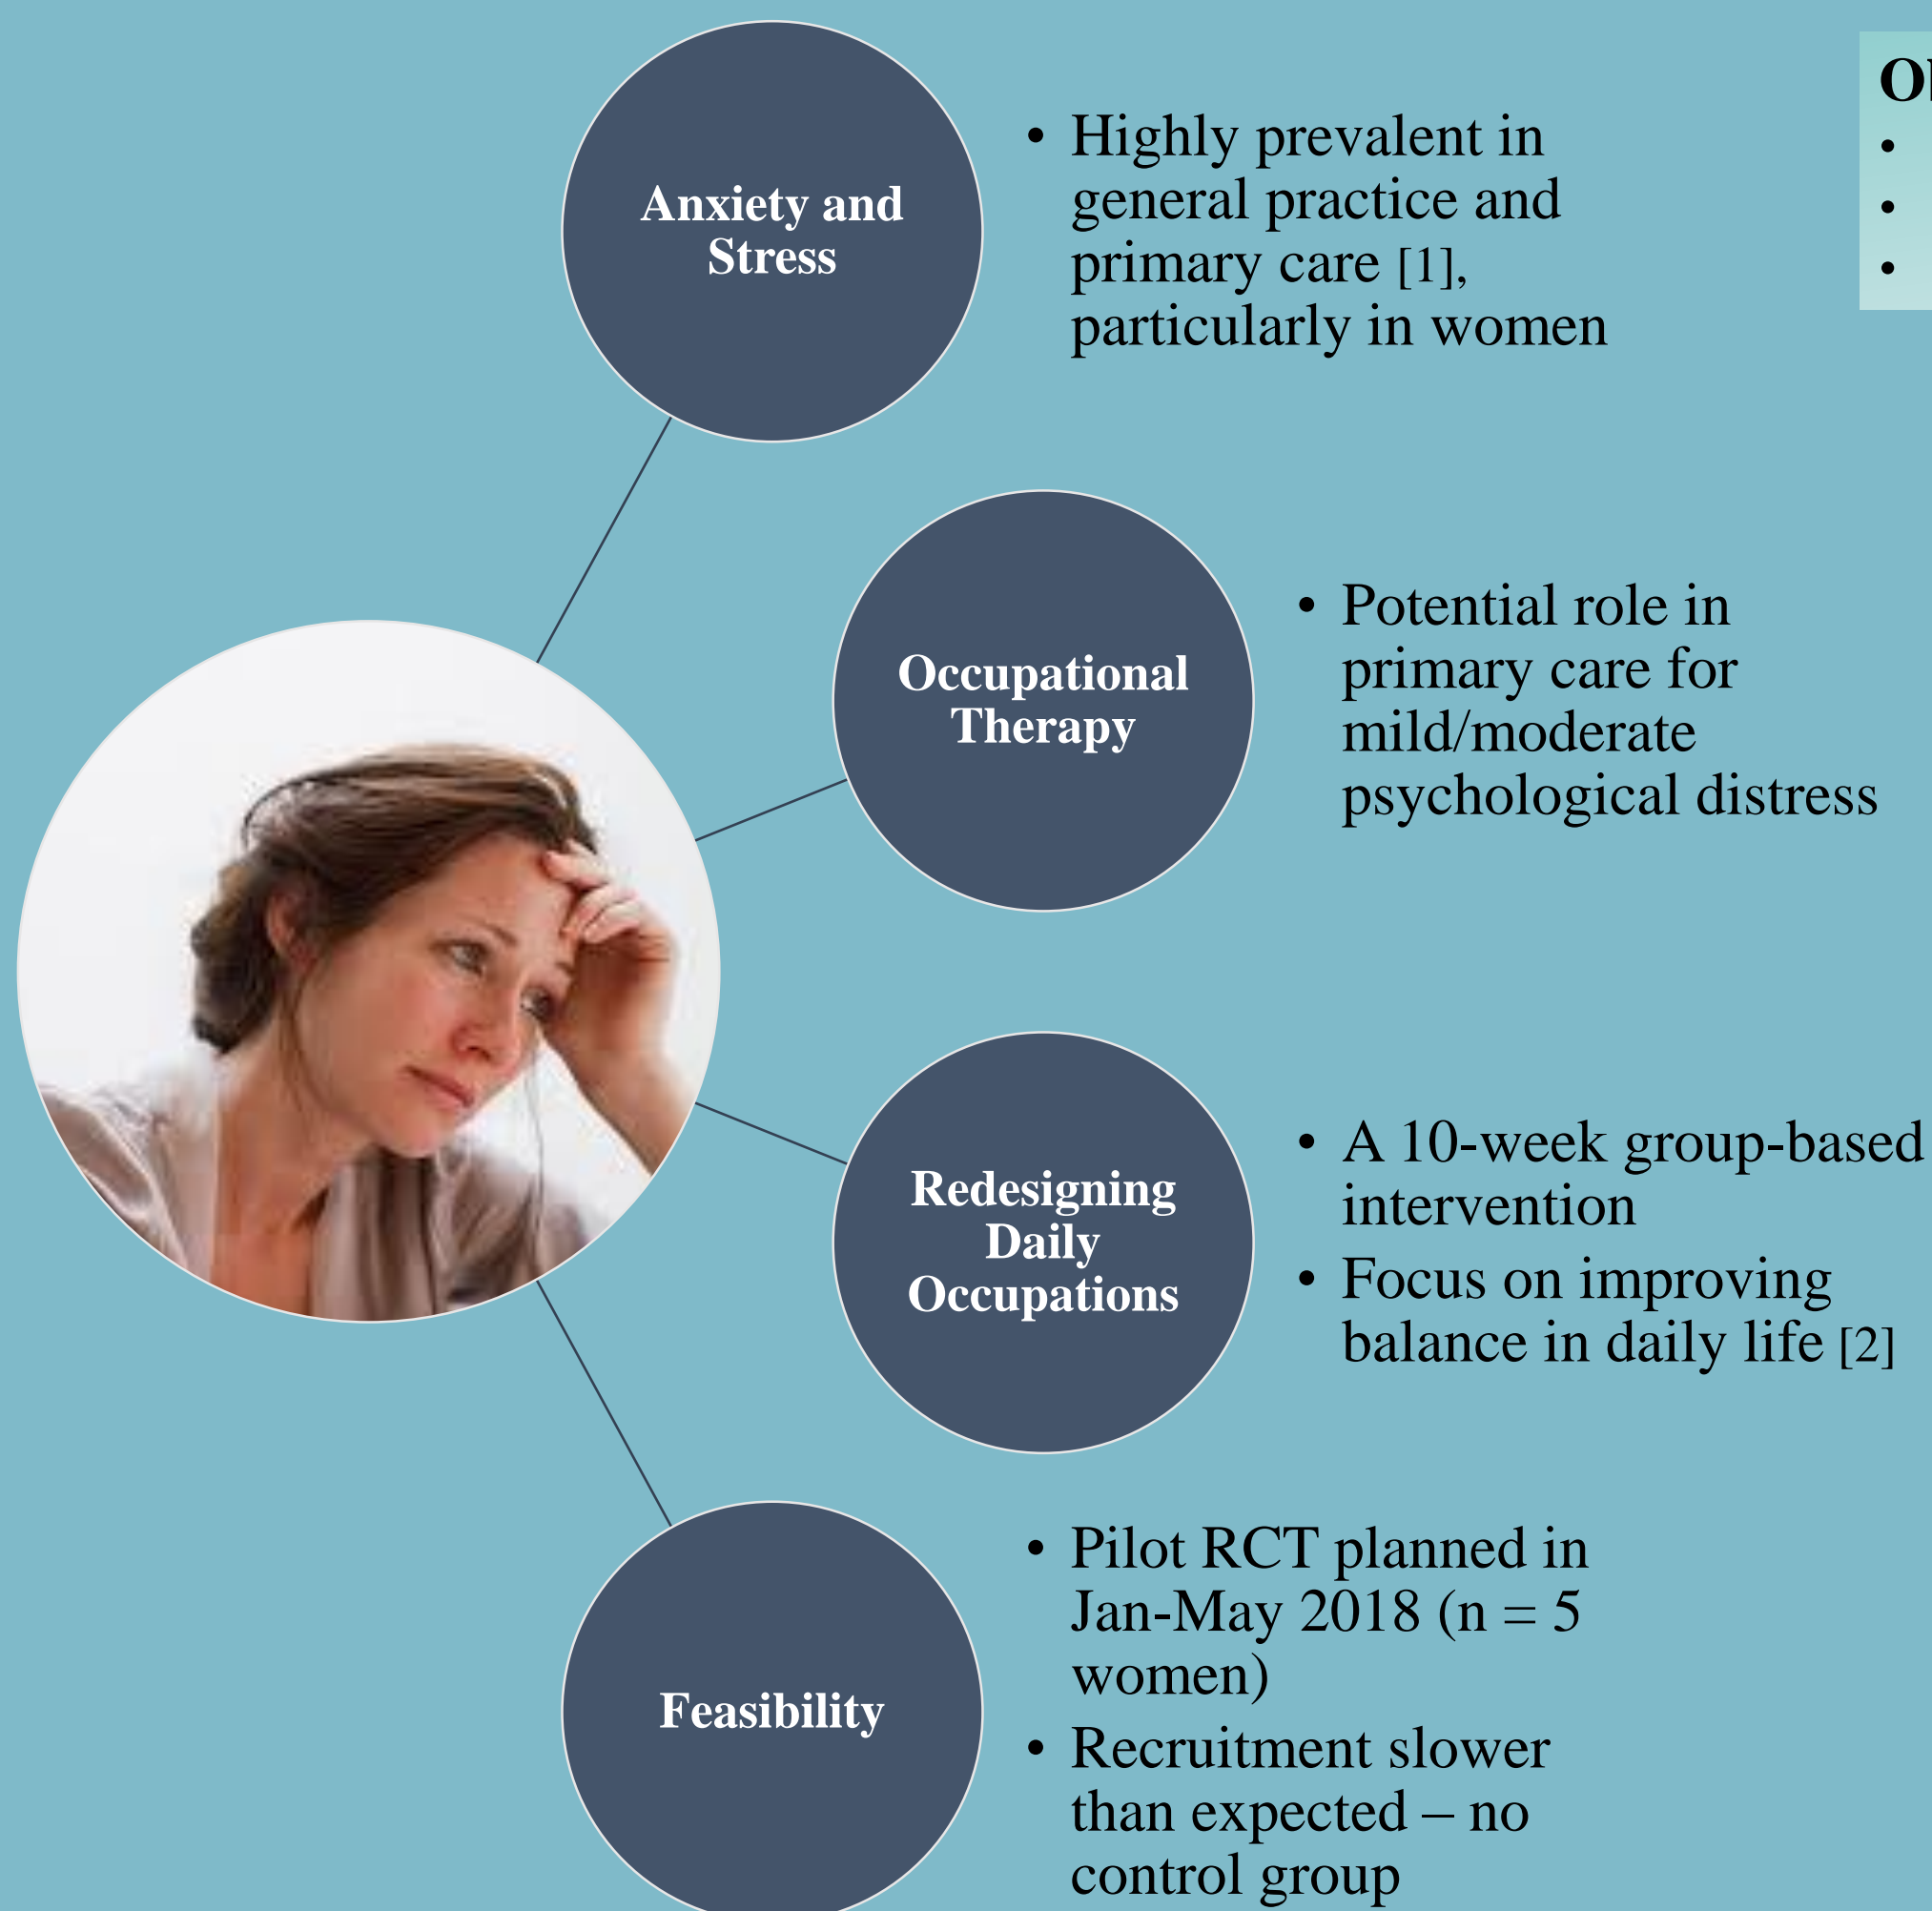 Anxiety and
Stress
• Highly prevalent in
general practice and
primary care [1],
particularly in women
Occupational
Therapy
• Potential role in
primary care for
mild/moderate
psychological distress
Redesigning
Daily
Occupations
• A 10-week group-based
intervention
• Focus on improving
balance in daily life [2]
Feasibility
• Pilot RCT planned in
Jan-May 2018 (n = 5
women)
• Recruitment slower
than expected – no
control group